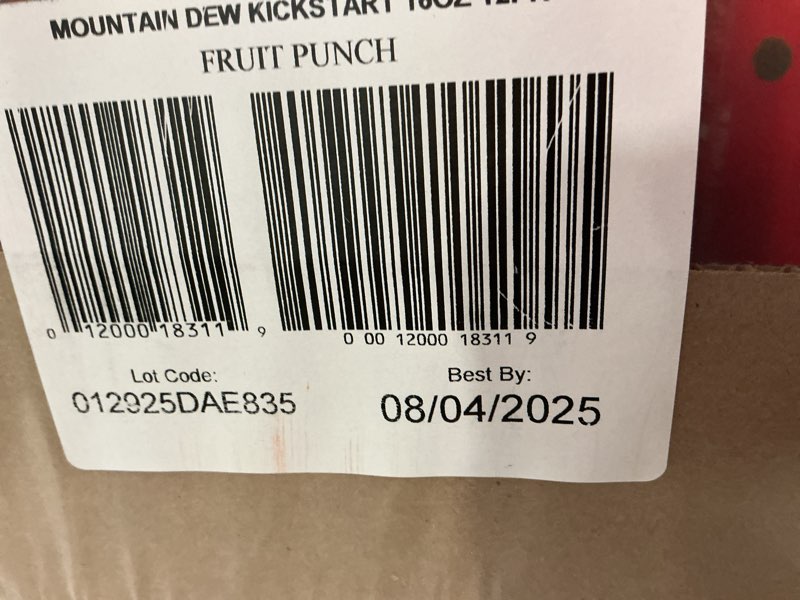 MOUNTAIN DEW KICKSTART 16OZ
FRUIT PUNCH
0 12000 18311 9
0 00 12000 18311 9
Lot Code:
012925DAE835
Best By:
08/04/2025